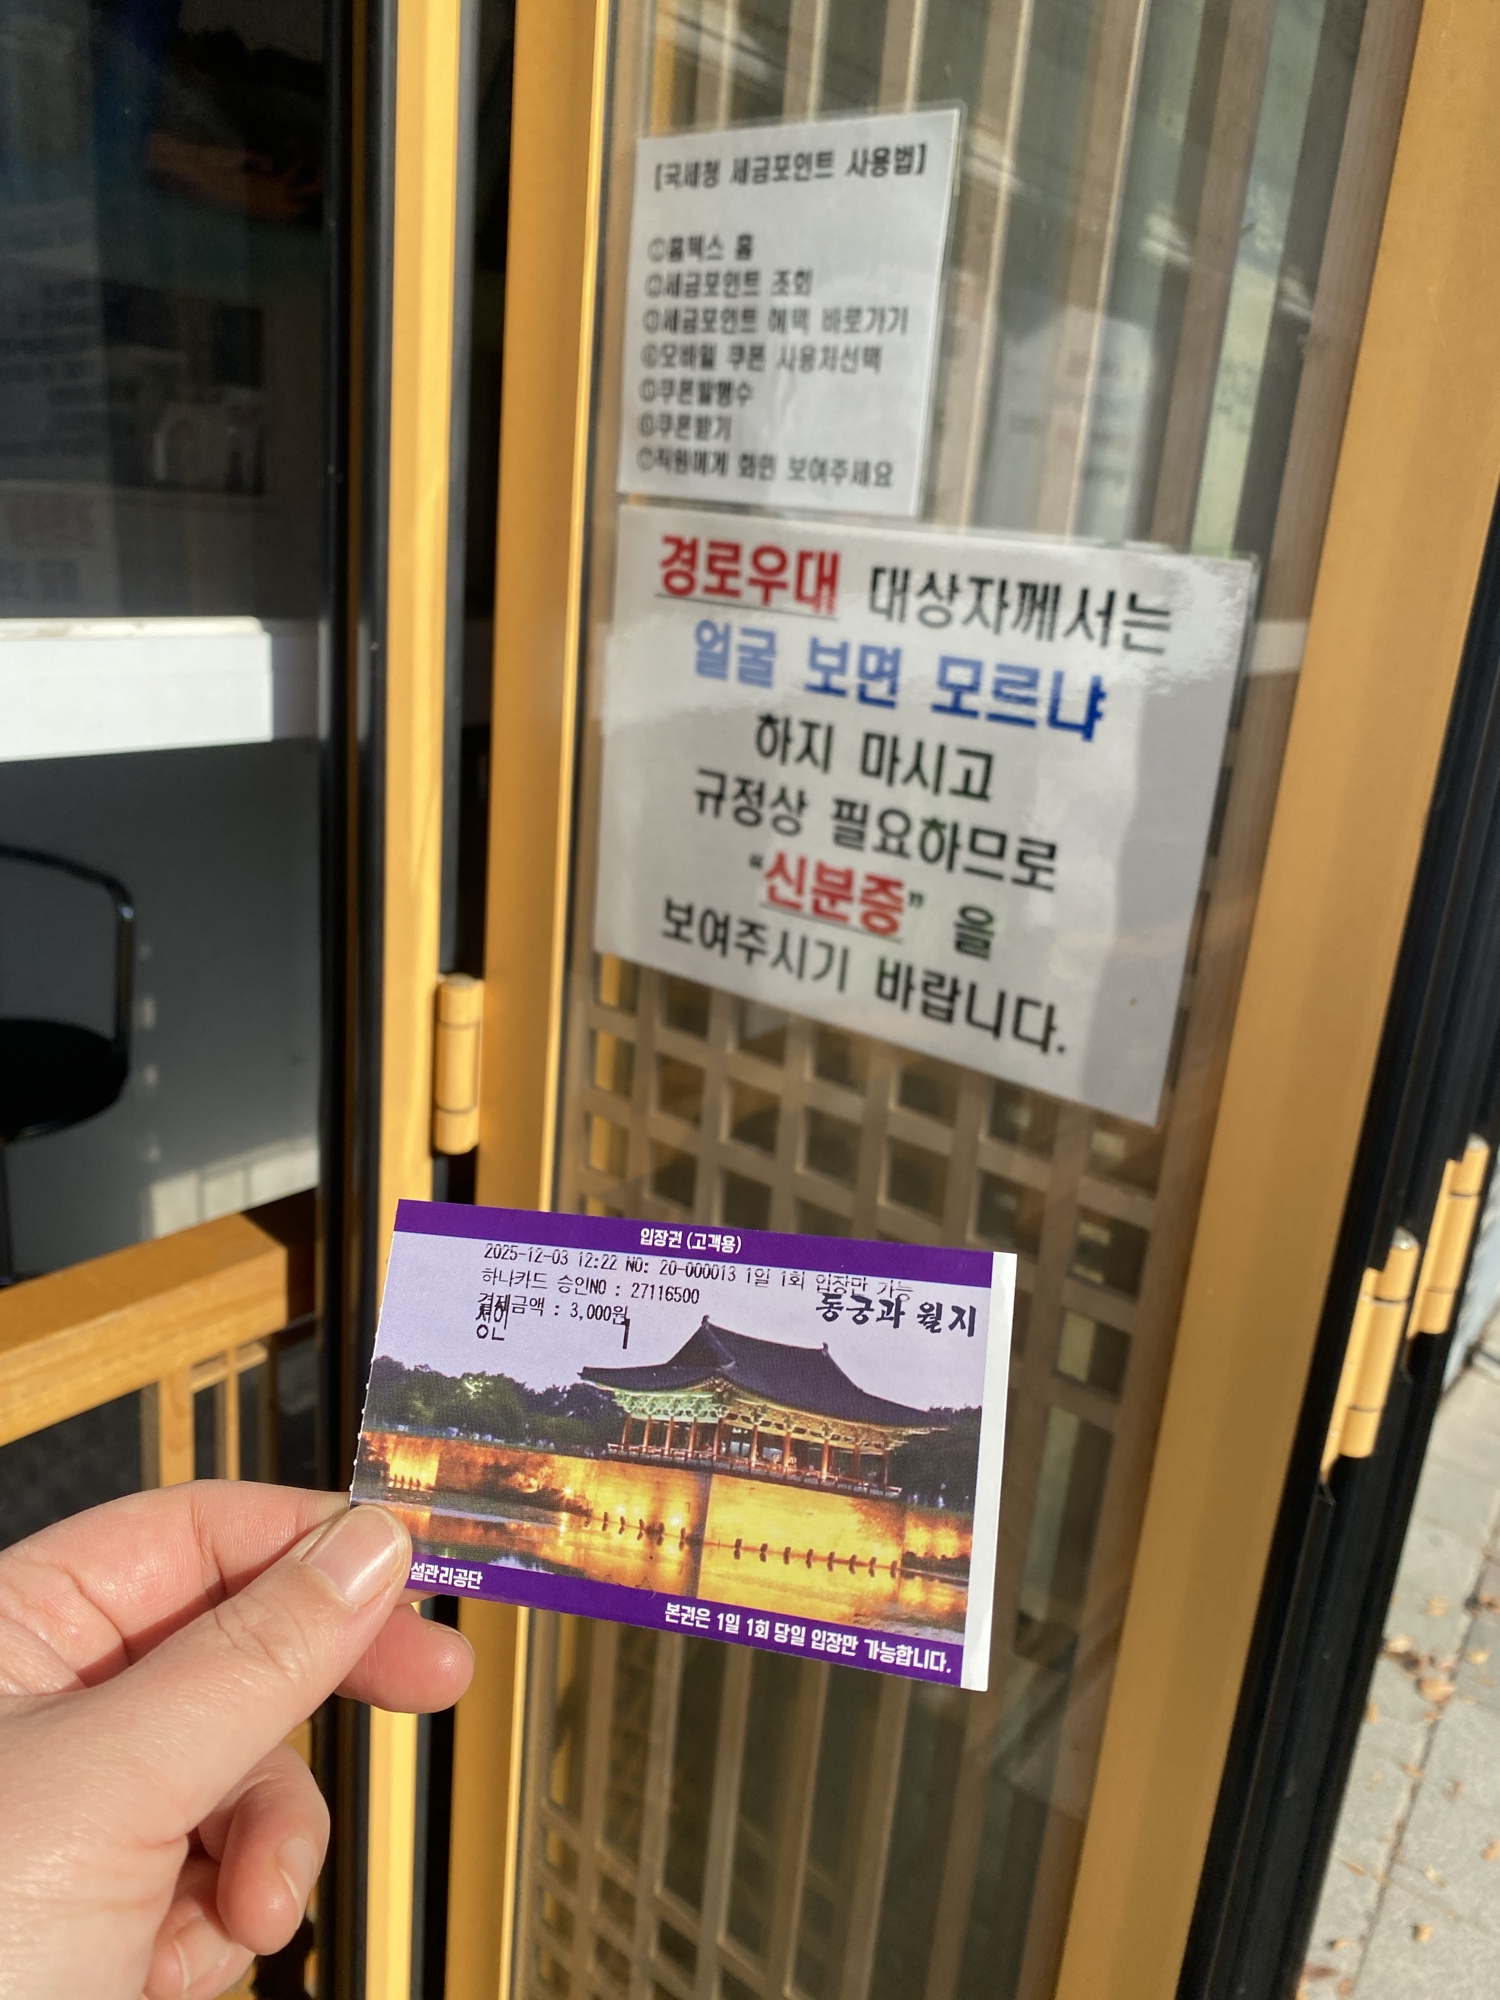 [국세청 세금포인트 사용법]
①홈텍스 홈
②세금포인트 조회
③세금포인트 혜택 바로가기
④모바일 쿠폰 사용처선택
⑤쿠폰발행수
⑥쿠폰받기
⑦직원에게 화면 보여주세요
경로우대 대상자께서는
얼굴 보면 모르냐
하지 마시고
규정상 필요하므로
“신분증” 을
보여주시기 바랍니다.
입장권 (고객용)
2025-12-03 12:22 NO: 20-000013 1일 1회 입장만 가능
하나카드 승인NO : 27116500
결제금액 : 3,000원
동궁과 월지
성인 1
설관리공단
본권은 1일 1회 당일 입장만 가능합니다.